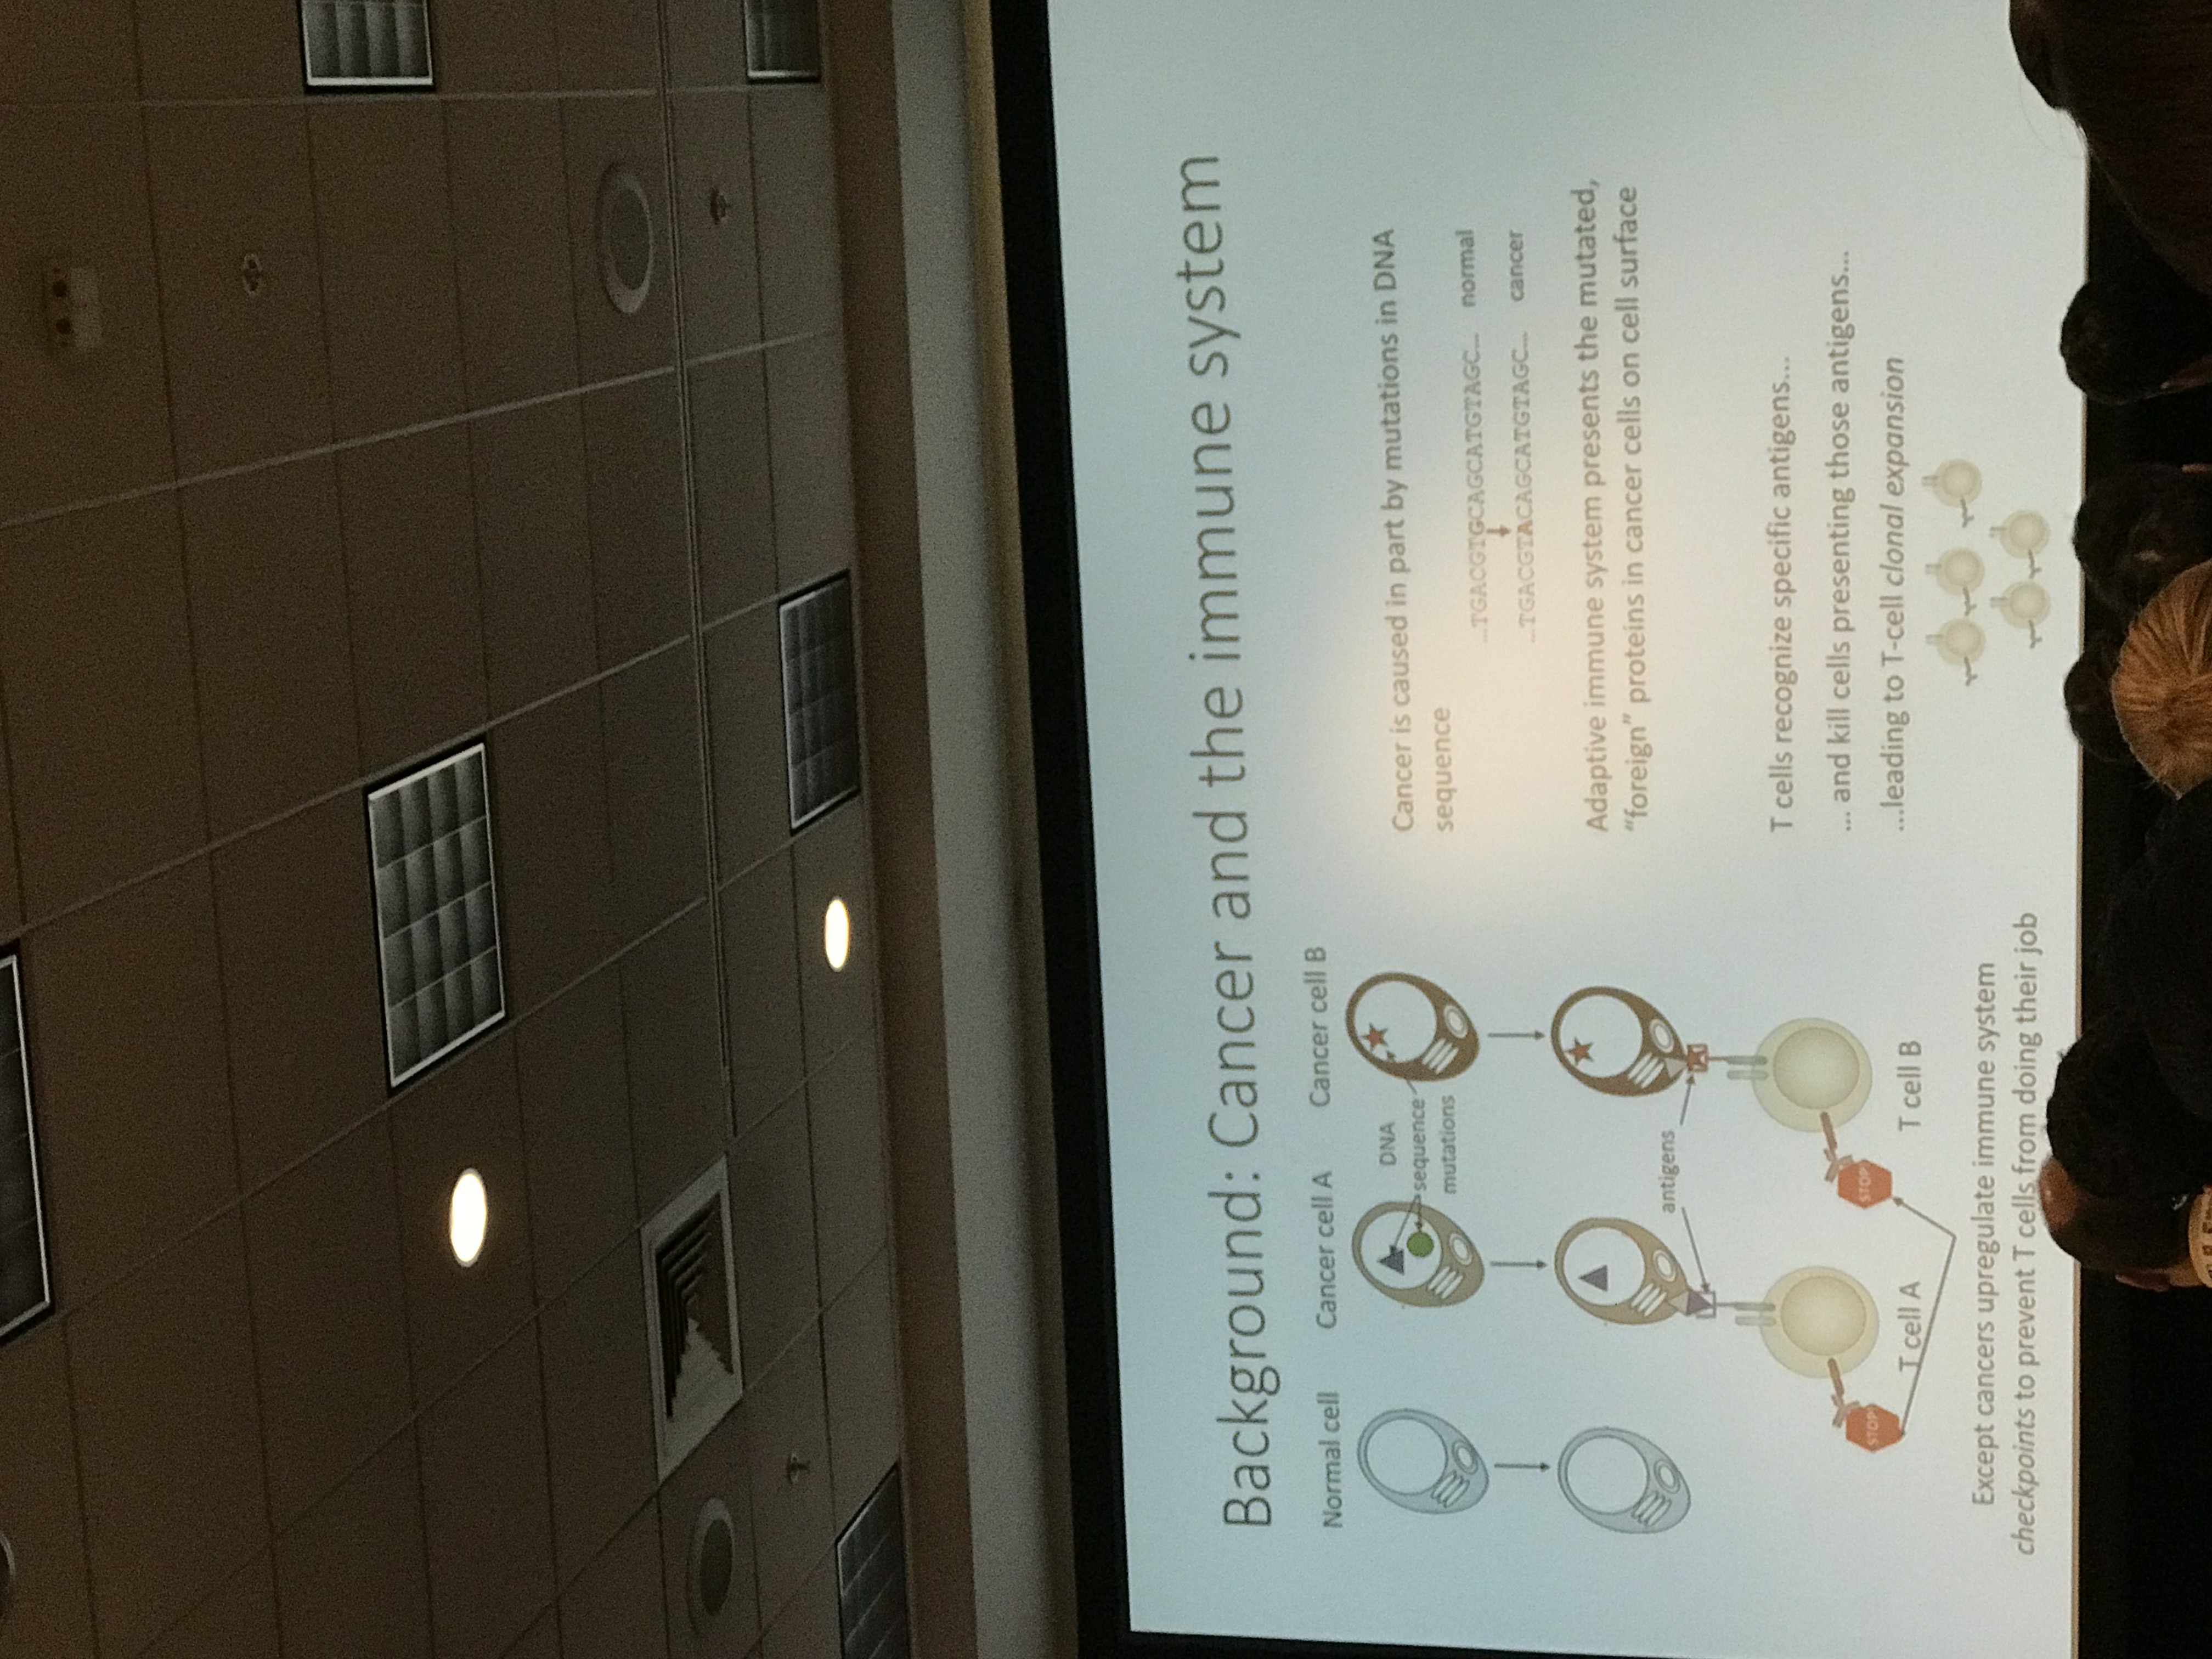 Background: Cancer and the immune system
Normal cell
Cancer cell A
Cancer cell B
DNA
sequence
mutations
antigens
STOP
STOP
T cell A
T cell B
Except cancers upregulate immune system
checkpoints to prevent T cells from doing their job
Cancer is caused in part by mutations in DNA
sequence
...TGACGTGCAGCATGTAGC... normal
...TGACGTACAGCATGTAGC... cancer
Adaptive immune system presents the mutated,
“foreign” proteins in cancer cells on cell surface
T cells recognize specific antigens...
... and kill cells presenting those antigens...
...leading to T-cell clonal expansion